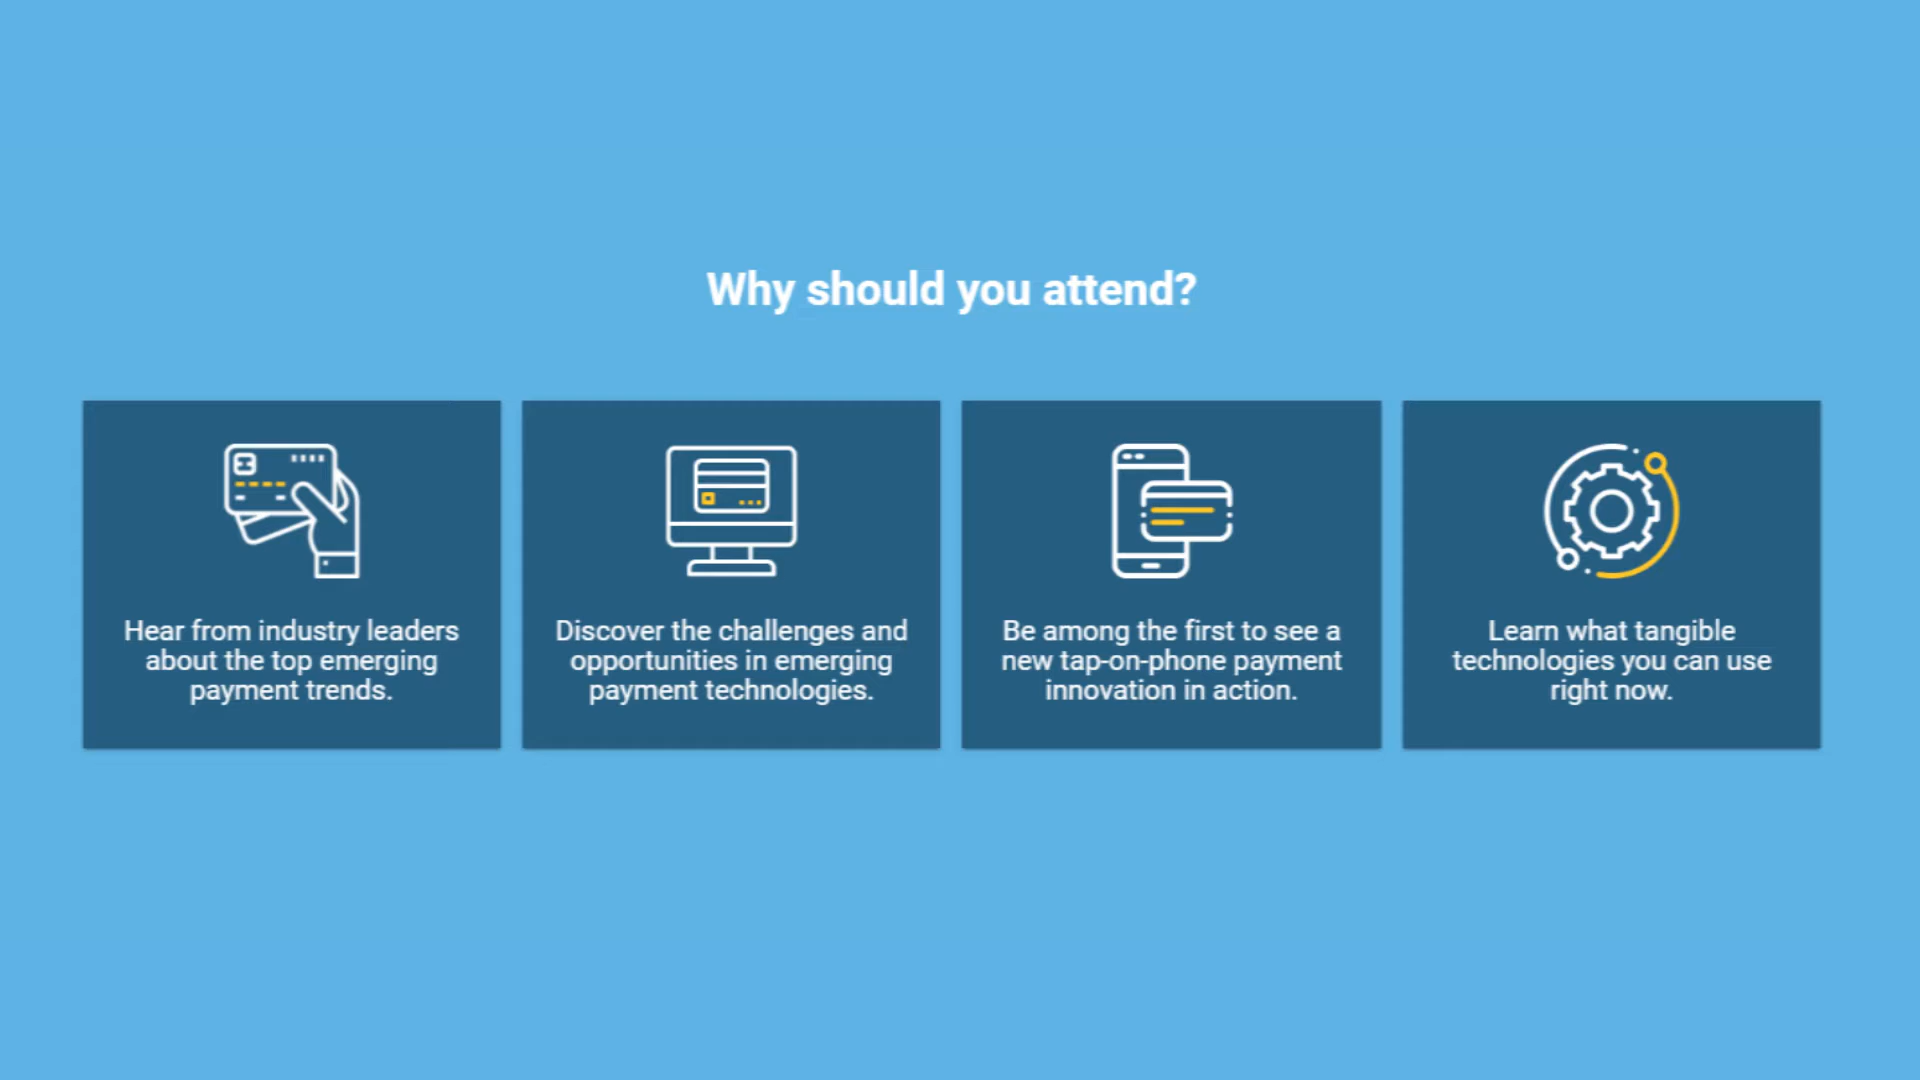 Why should you attend?
Hear from industry leaders
about the top emerging
payment trends.
Discover the challenges and
opportunities in emerging
payment technologies.
Be among the first to see a
new tap-on-phone payment
innovation in action.
Learn what tangible
technologies you can use
right now.